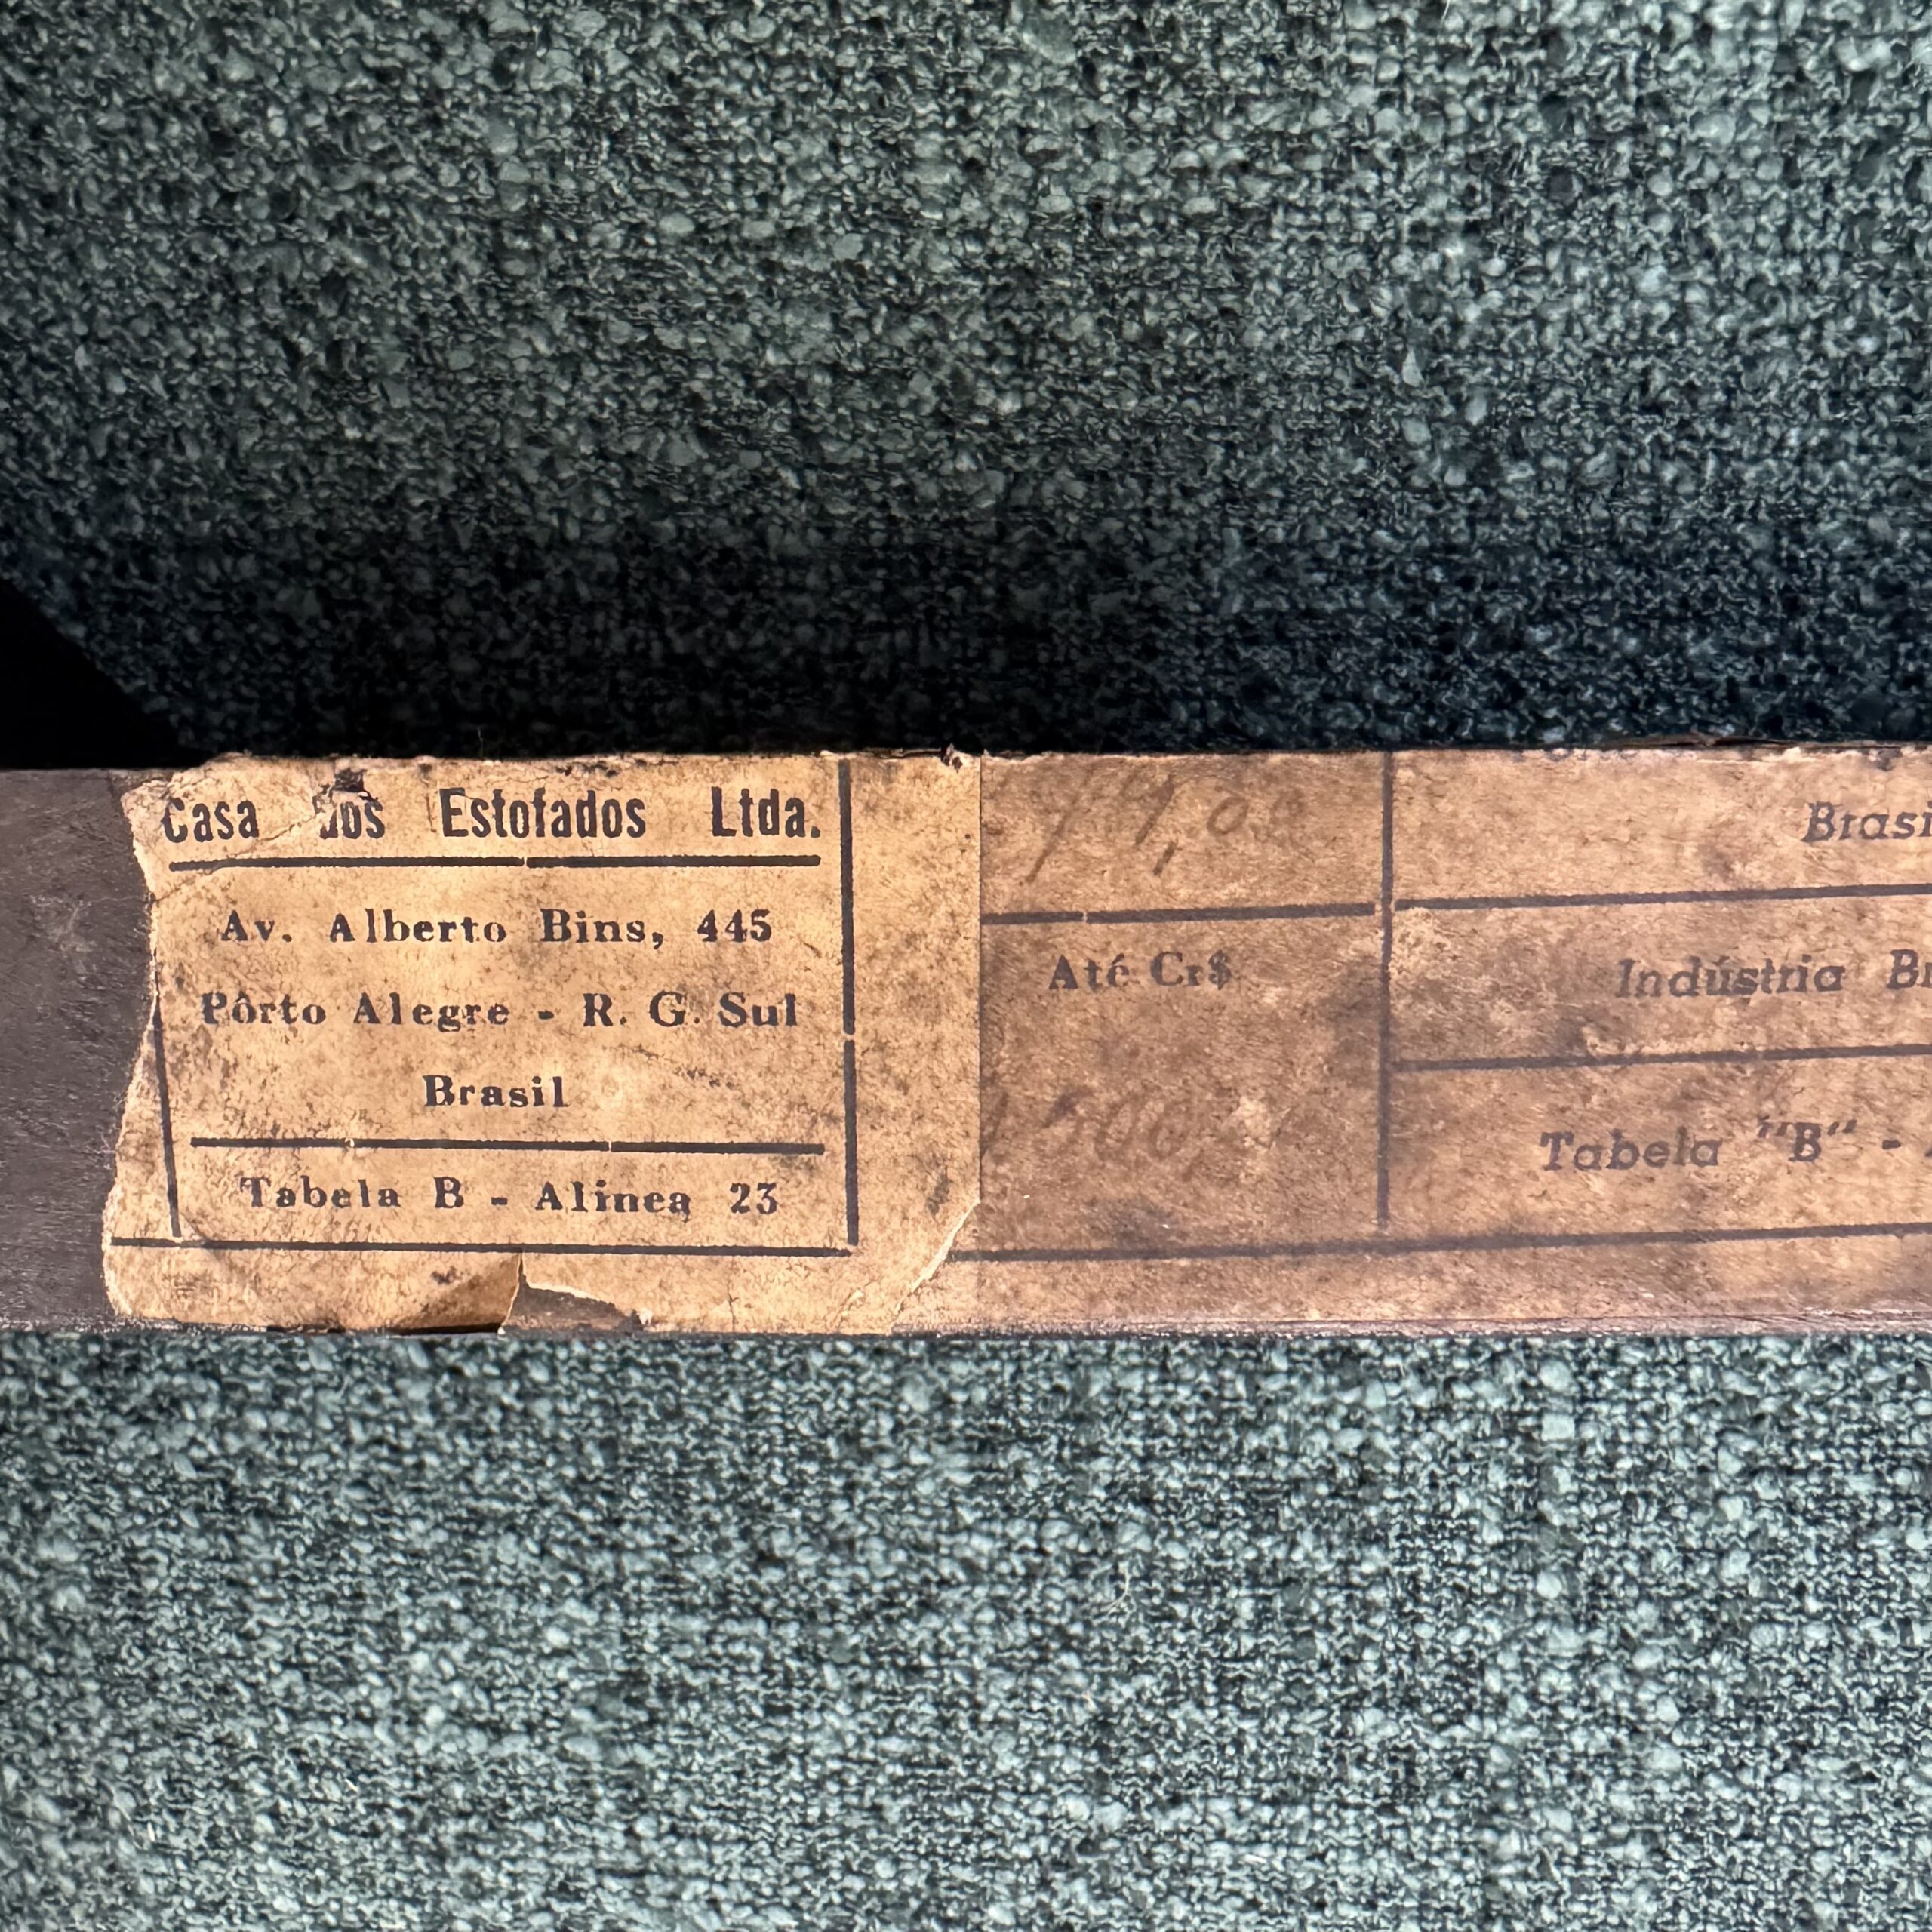 Casa dos Estofados Ltda.
Av. Alberto Bins, 445
Pôrto Alegre - R. G. Sul
Brasil
Tabela B - Alinea 23
Até Cr$
Indústria
Tabela "B" -